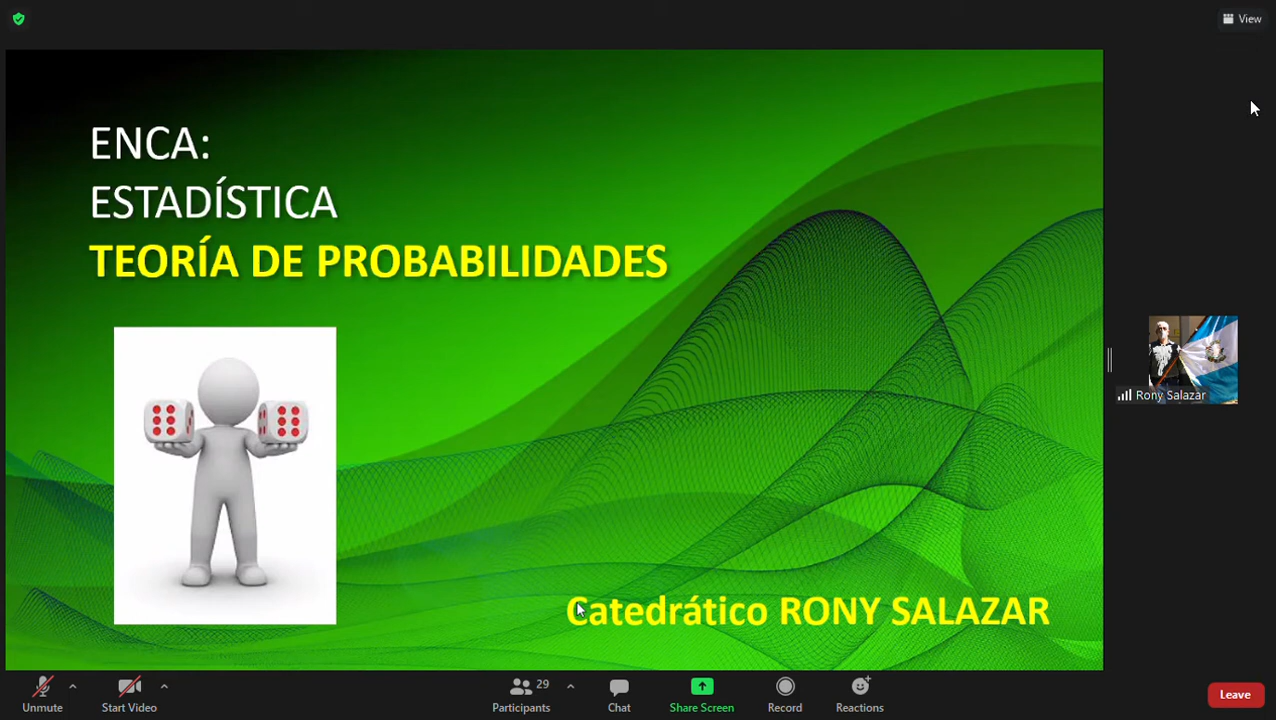 View
ENCA:
ESTADÍSTICA
TEORÍA DE PROBABILIDADES
Rony Salazar
Catedrático RONY SALAZAR
Unmute
Start Video
29
Participants
Chat
Share Screen
Record
Reactions
Leave